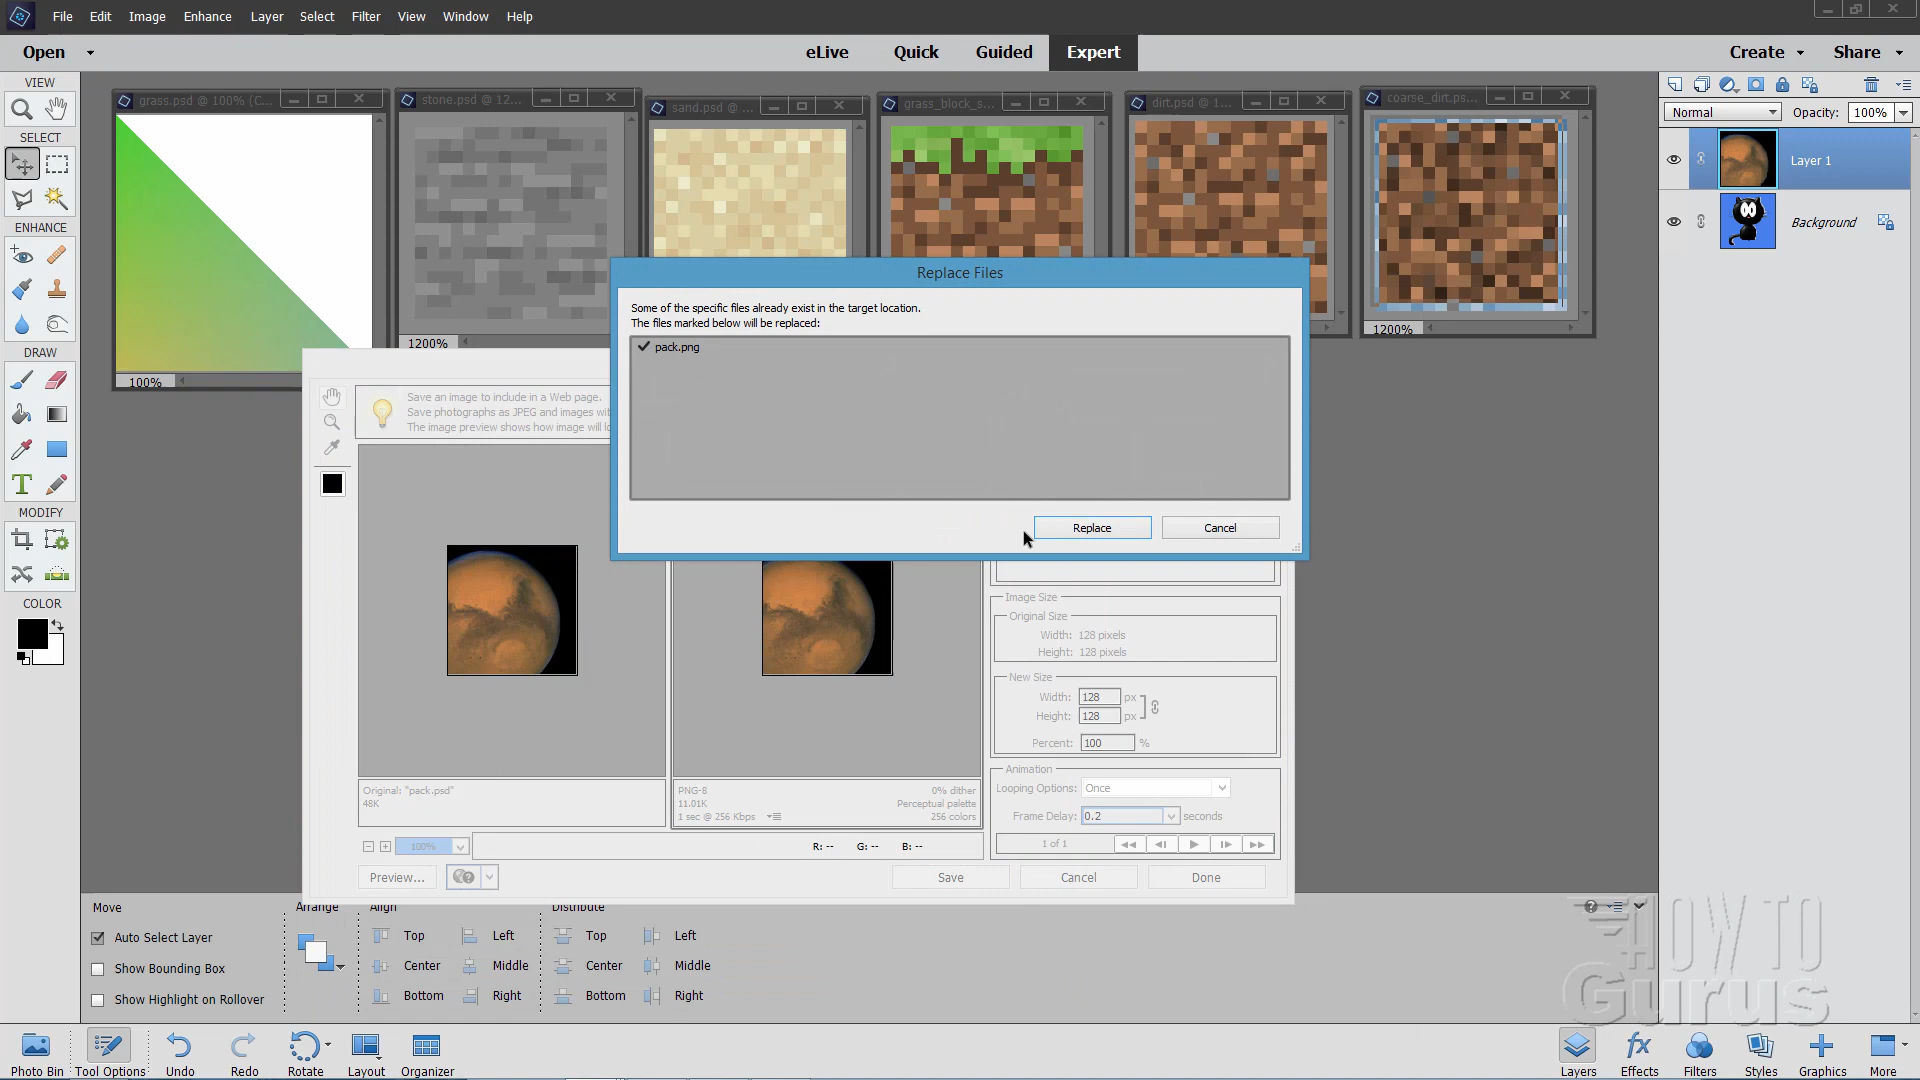 File Edit Image Enhance Layer Select Filter View Window Help
Open eLive Quick Guided Expert Create Share
VIEW
SELECT
ENHANCE
DRAW
MODIFY
COLOR
grass.psd @ 100% (C...
stone.psd @ 12...
sand.psd @ ...
grass_block_s...
dirt.psd @ 1...
coarse_dirt.ps...
100%
1200%
1200%
Normal Opacity: 100%
Layer 1
Background
Replace Files
Some of the specific files already exist in the target location.
The files marked below will be replaced:
pack.png
Replace Cancel
Save an image to include in a Web page.
Save photographs as JPEG and images wit
The image preview shows how image will lo
Image Size
Original Size
Width: 128 pixels
Height: 128 pixels
New Size
Width: 128 px
Height: 128 px
Percent: 100 %
Animation
Looping Options: Once
Frame Delay: 0.2 seconds
1 of 1
Original: "pack.psd"
48K
PNG-8 0% dither
11.01K Perceptual palette
1 sec @ 256 Kbps 256 colors
100% R: -- G: -- B: --
Preview... Save Cancel Done
Move Arrange Align Distribute
Auto Select Layer
Show Bounding Box
Show Highlight on Rollover
Top Left Top Left
Center Middle Center Middle
Bottom Right Bottom Right
HOW TO
Gurus
Photo Bin Tool Options Undo Redo Rotate Layout Organizer
Layers Effects Filters Styles Graphics More